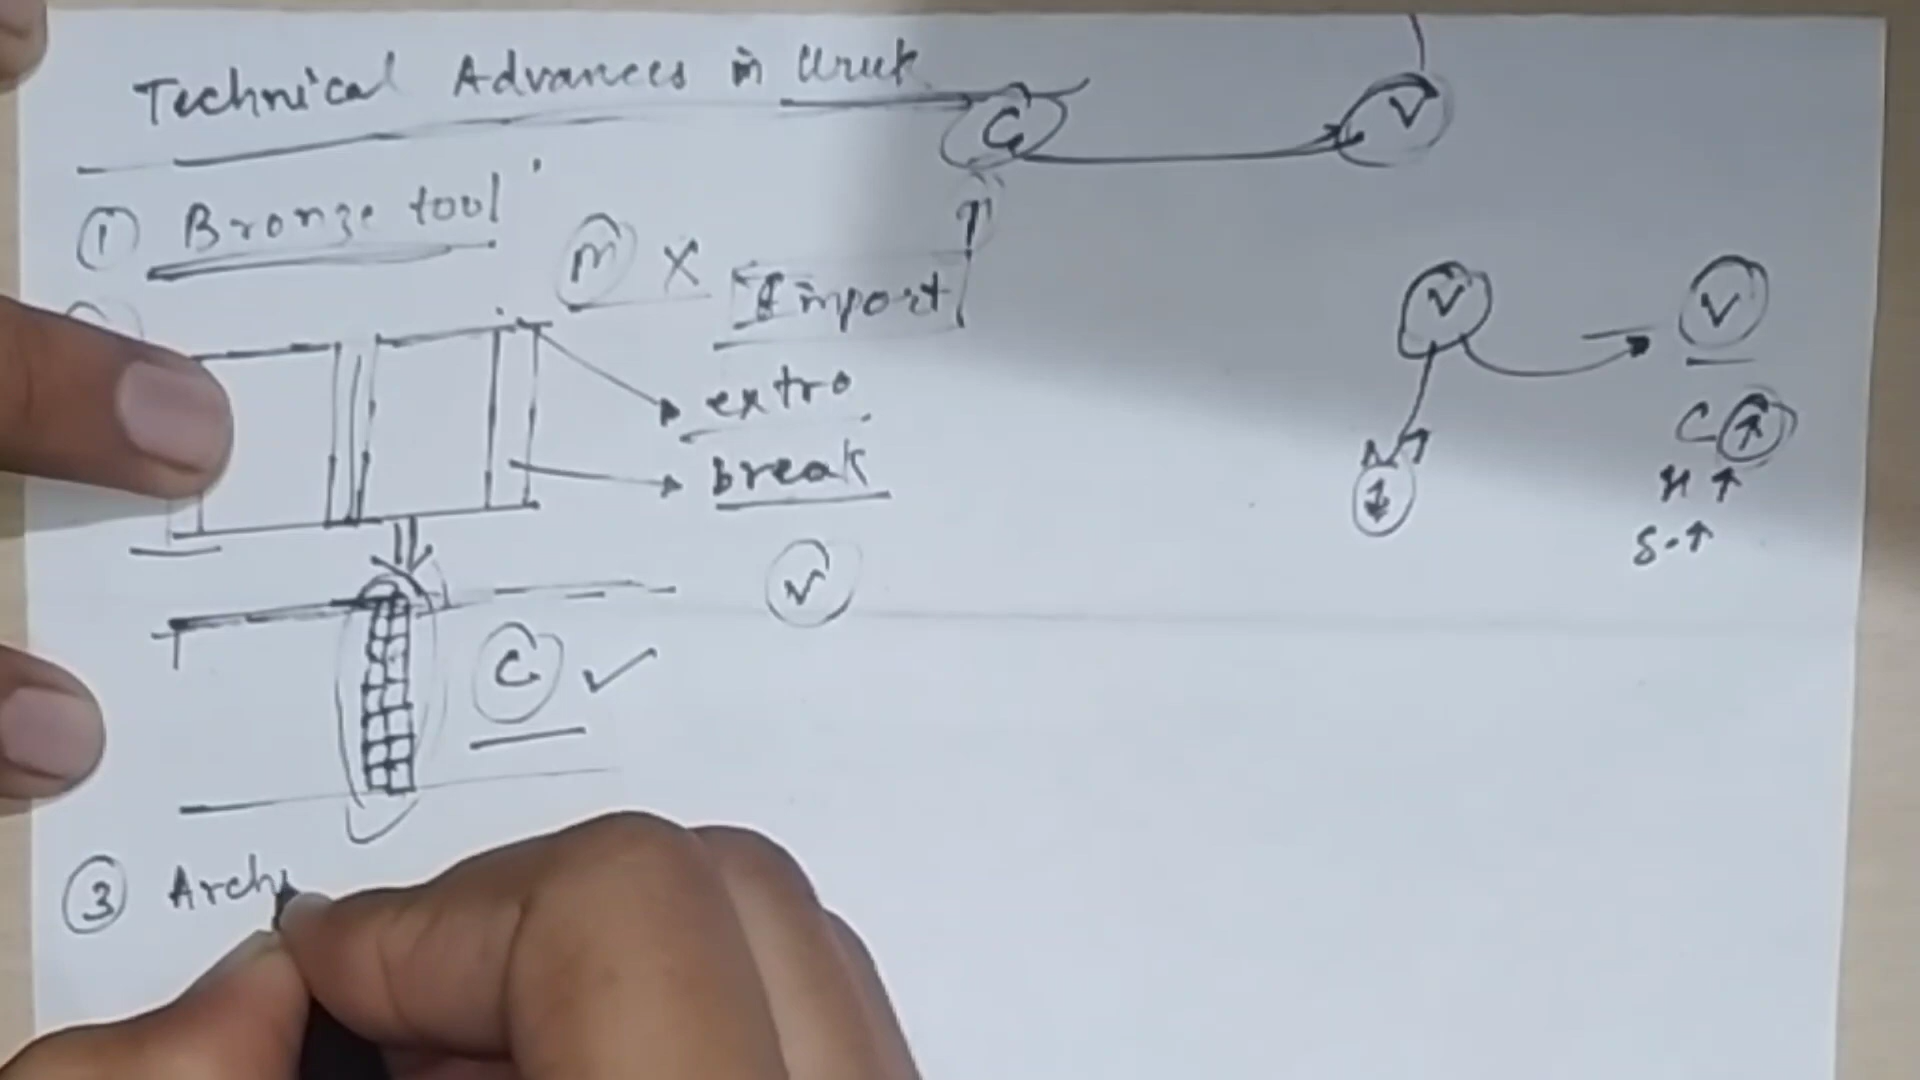 Technical Advances in Uruk
C
V
① Bronze tool
m X Import
V
V
extra
C ↑
break
H ↑
S.↑
V
C ✓
③ Arch